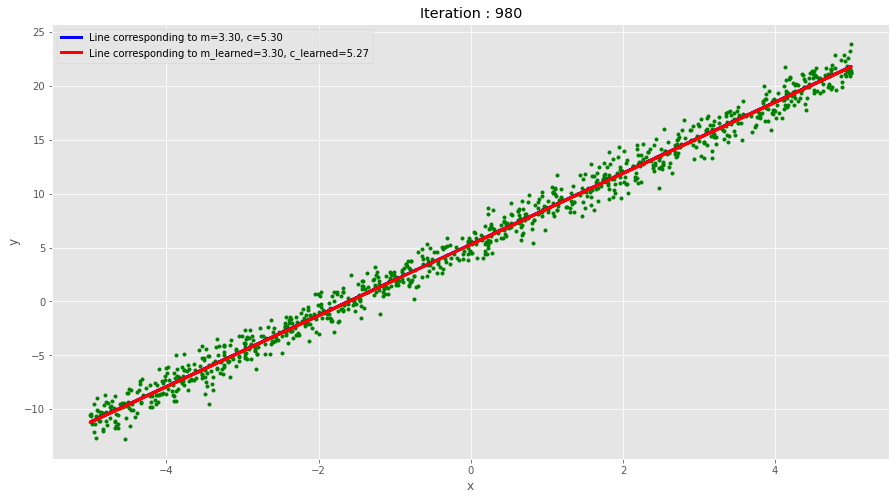 Iteration : 980
Line corresponding to m=3.30, c=5.30
Line corresponding to m_learned=3.30, c_learned=5.27
25
20
15
10
5
0
−5
−10
y
−4
−2
0
2
4
x